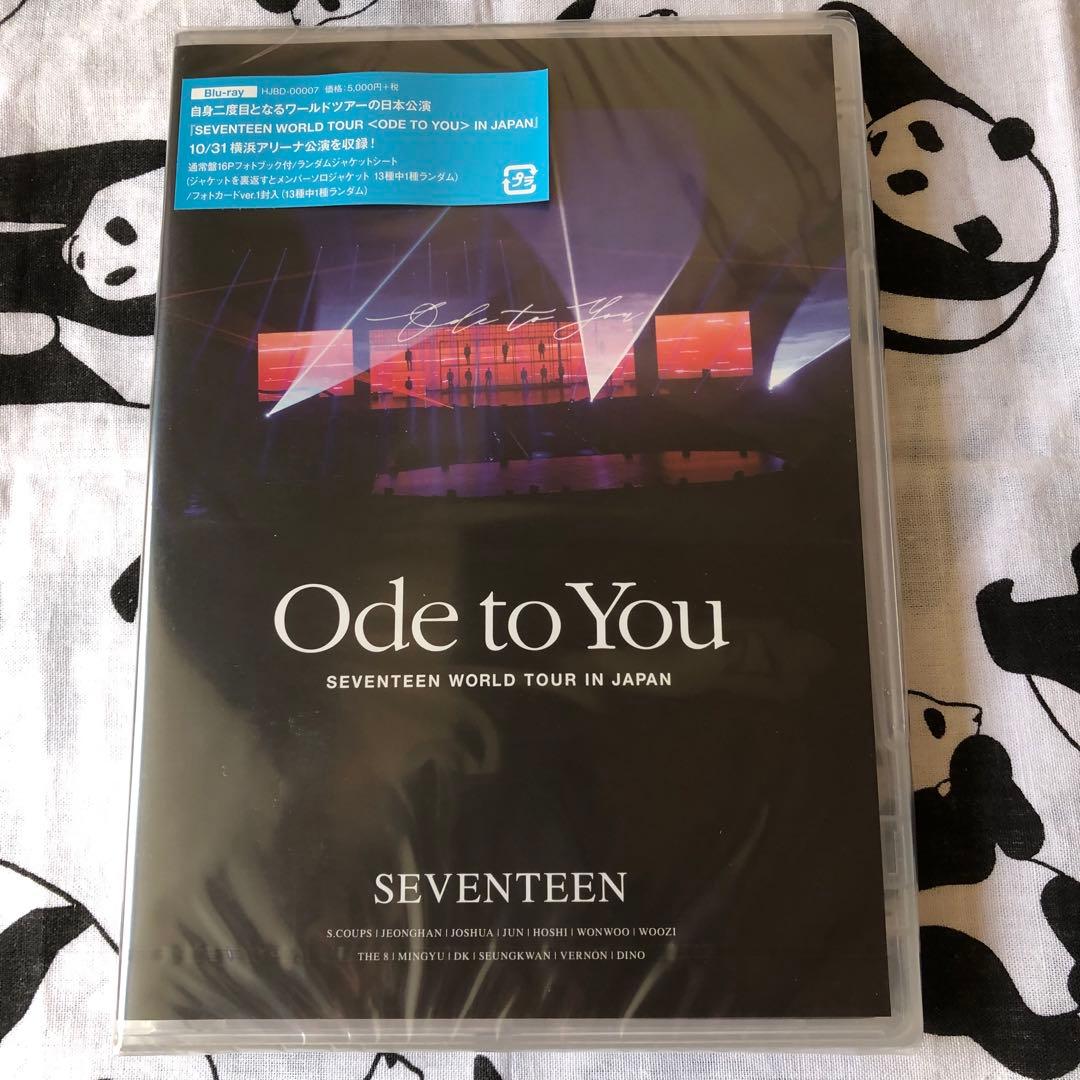 Blu-ray HJBD-00007 価格:5,000円+税
自身二度目となるワールドツアーの日本公演
『SEVENTEEN WORLD TOUR <ODE TO YOU> IN JAPAN』
10/31 横浜アリーナ公演を収録!
通常盤16Pフォトブック付/ランダムジャケットシート
(ジャケットを裏返すとメンバーソロジャケット 13種中1種ランダム)
/フォトカードver.1封入(13種中1種ランダム)
プラ
Ode to You
Ode to You
SEVENTEEN WORLD TOUR IN JAPAN
SEVENTEEN
S.COUPS | JEONGHAN | JOSHUA | JUN | HOSHI | WONWOO | WOOZI
THE 8 | MINGYU | DK | SEUNGKWAN | VERNON | DINO